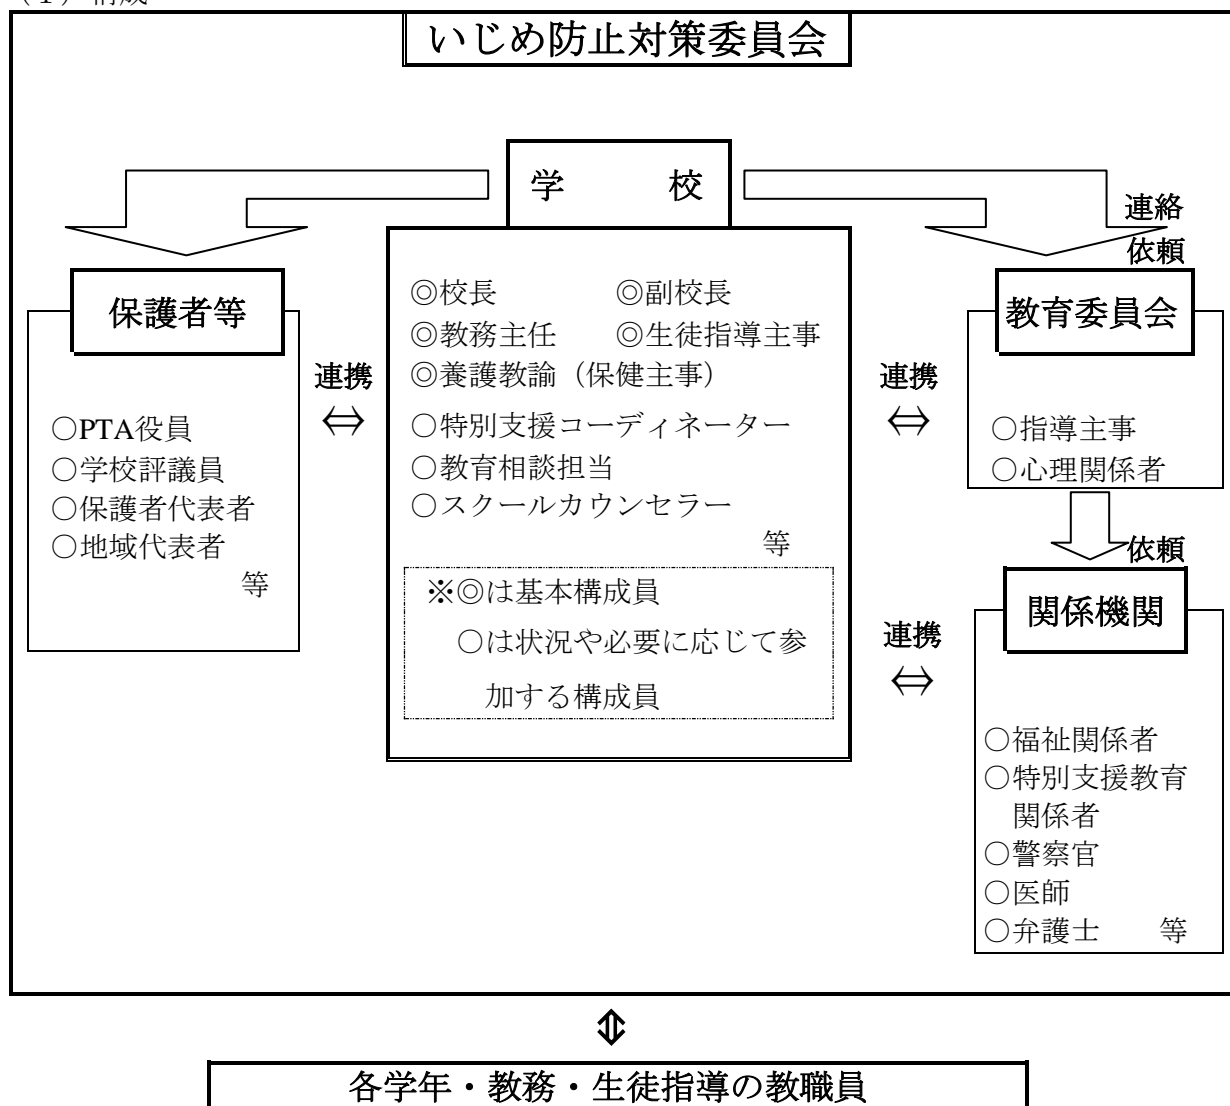 （１）構成
いじめ防止対策委員会
学　　校
連絡
依頼
保護者等
○PTA役員
○学校評議員
○保護者代表者
○地域代表者
等
連携
⇔
◎校長　　　◎副校長
◎教務主任　　◎生徒指導主事
◎養護教諭（保健主事）
○特別支援コーディネーター
○教育相談担当
○スクールカウンセラー
等
※◎は基本構成員
○は状況や必要に応じて参
加する構成員
連携
⇔
教育委員会
○指導主事
○心理関係者
依頼
連携
⇔
関係機関
○福祉関係者
○特別支援教育
関係者
○警察官
○医師
○弁護士　　等
⇕
各学年・教務・生徒指導の教職員